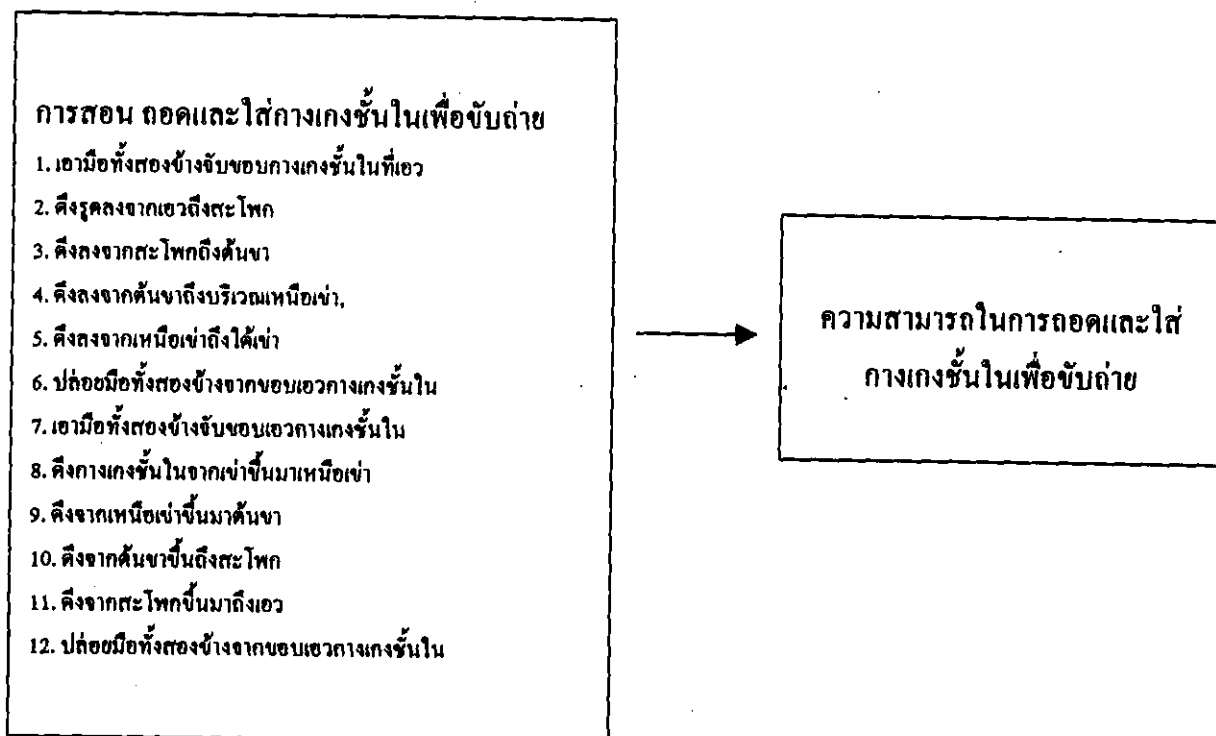 การสอน ถอดและใส่กางเกงชั้นในเพื่อขับถ่าย
1. เอามือทั้งสองข้างจับขอบกางเกงชั้นในที่เอว
2. ดึงรูดลงจากเอวถึงสะโพก
3. ดึงลงจากสะโพกถึงต้นขา
4. ดึงลงจากต้นขาถึงบริเวณเหนือเข่า,
5. ดึงลงจากเหนือเข่าถึงใต้เข่า
6. ปล่อยมือทั้งสองข้างจากขอบเอวกางเกงชั้นใน
7. เอามือทั้งสองข้างจับขอบเอวกางเกงชั้นใน
8. ดึงกางเกงชั้นในจากเข่าขึ้นมาเหนือเข่า
9. ดึงจากเหนือเข่าขึ้นมาต้นขา
10. ดึงจากต้นขาขึ้นถึงสะโพก
11. ดึงจากสะโพกขึ้นมาถึงเอว
12. ปล่อยมือทั้งสองข้างจากขอบเอวกางเกงชั้นใน
ความสามารถในการถอดและใส่
กางเกงชั้นในเพื่อขับถ่าย